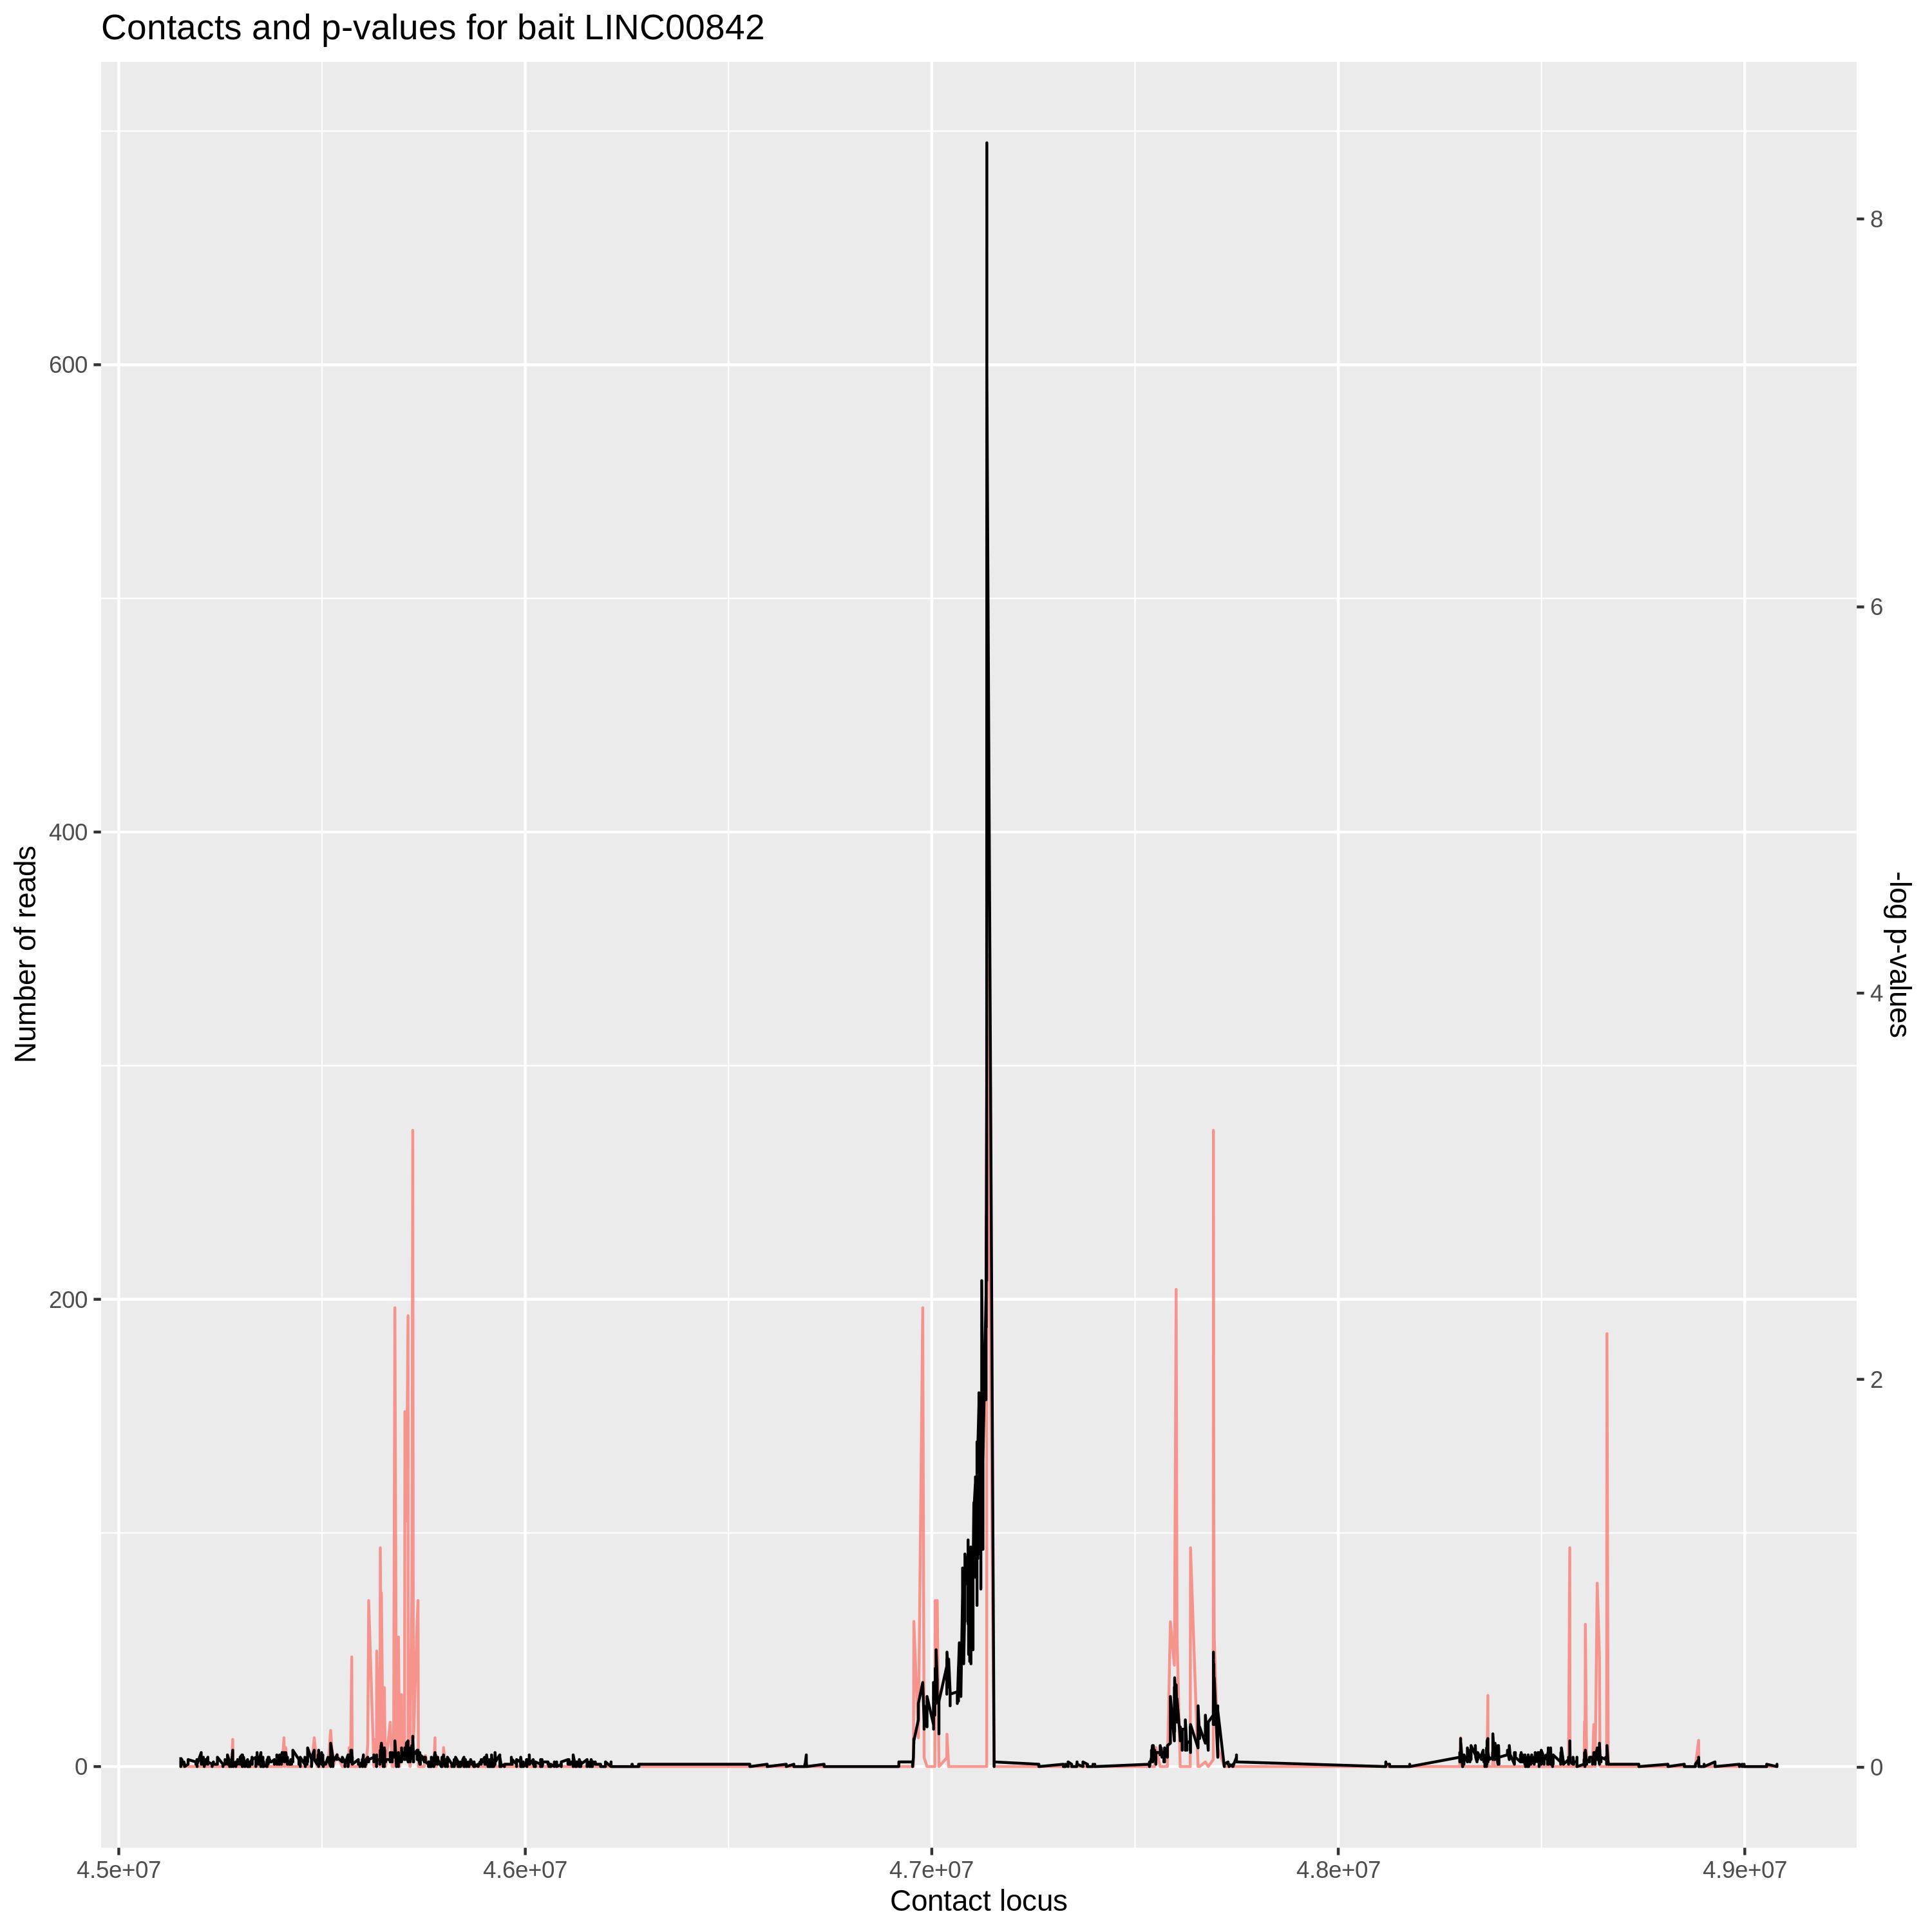 Contacts and p-values for bait LINC00842
Number of reads
600
400
200
0
8
6
4
2
0
-log p-values
4.5e+07 4.6e+07 4.7e+07 4.8e+07 4.9e+07
Contact locus